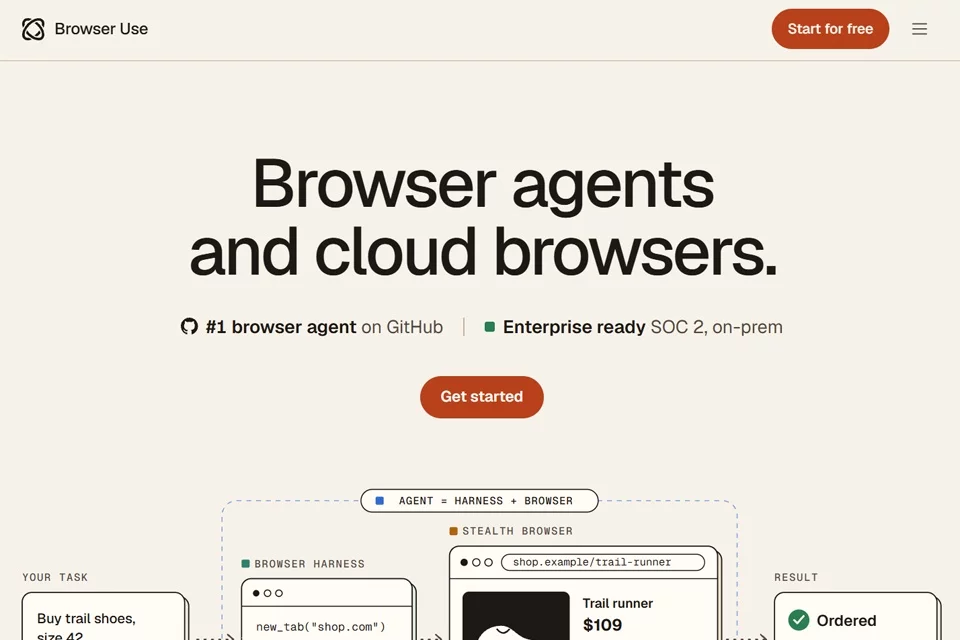 Browser Use
Start for free
Browser agents
and cloud browsers.
#1 browser agent on GitHub
Enterprise ready SOC 2, on-prem
Get started
AGENT = HARNESS + BROWSER
STEALTH BROWSER
BROWSER HARNESS
shop.example/trail-runner
YOUR TASK
RESULT
Buy trail shoes,
size 42
new_tab("shop.com")
Trail runner
$109
Ordered